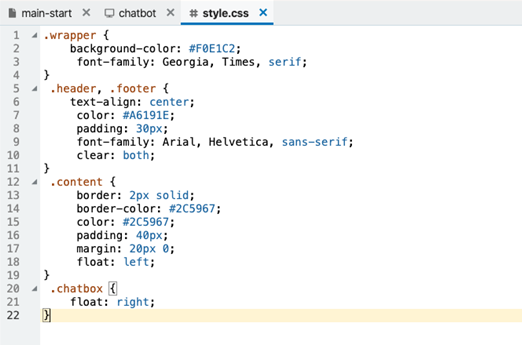 main-start chatbot # style.css
1 .wrapper {
2 background-color: #F0E1C2;
3 font-family: Georgia, Times, serif;
4 }
5 .header, .footer {
6 text-align: center;
7 color: #A6191E;
8 padding: 30px;
9 font-family: Arial, Helvetica, sans-serif;
10 clear: both;
11 }
12 .content {
13 border: 2px solid;
14 border-color: #2C5967;
15 color: #2C5967;
16 padding: 40px;
17 margin: 20px 0;
18 float: left;
19 }
20 .chatbox {
21 float: right;
22 }